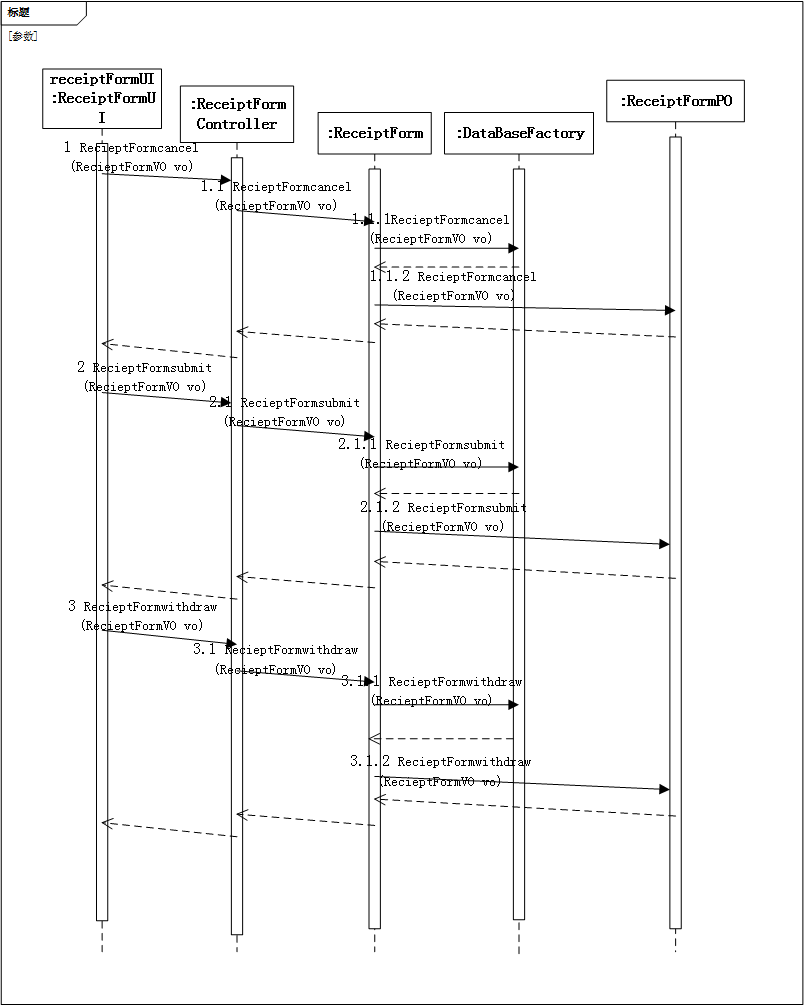 标题
[参数]
receiptFormUI
:ReceiptFormU
I
:ReceiptForm
Controller
:ReceiptForm
:DataBaseFactory
:ReceiptFormPO
1 RecieptFormcancel
(RecieptFormVO vo)
1.1 RecieptFormcancel
(RecieptFormVO vo)
1.1.1RecieptFormcancel
(RecieptFormVO vo)
1.1.2 RecieptFormcancel
(RecieptFormVO vo)
2 RecieptFormsubmit
(RecieptFormVO vo)
2.1 RecieptFormsubmit
(RecieptFormVO vo)
2.1.1 RecieptFormsubmit
(RecieptFormVO vo)
2.1.2 RecieptFormsubmit
(RecieptFormVO vo)
3 RecieptFormwithdraw
(RecieptFormVO vo)
3.1 RecieptFormwithdraw
(RecieptFormVO vo)
3.1.1 RecieptFormwithdraw
(RecieptFormVO vo)
3.1.2 RecieptFormwithdraw
(RecieptFormVO vo)